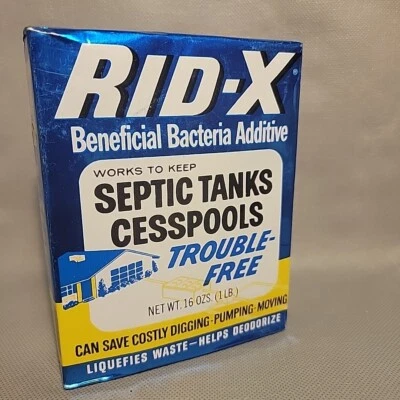 RID-X
Beneficial Bacteria Additive
WORKS TO KEEP
SEPTIC TANKS
CESSPOOLS
TROUBLE-
FREE
NET WT. 16 OZS. (1 LB.)
CAN SAVE COSTLY DIGGING-PUMPING-MOVING
LIQUEFIES WASTE—HELPS DEODORIZE